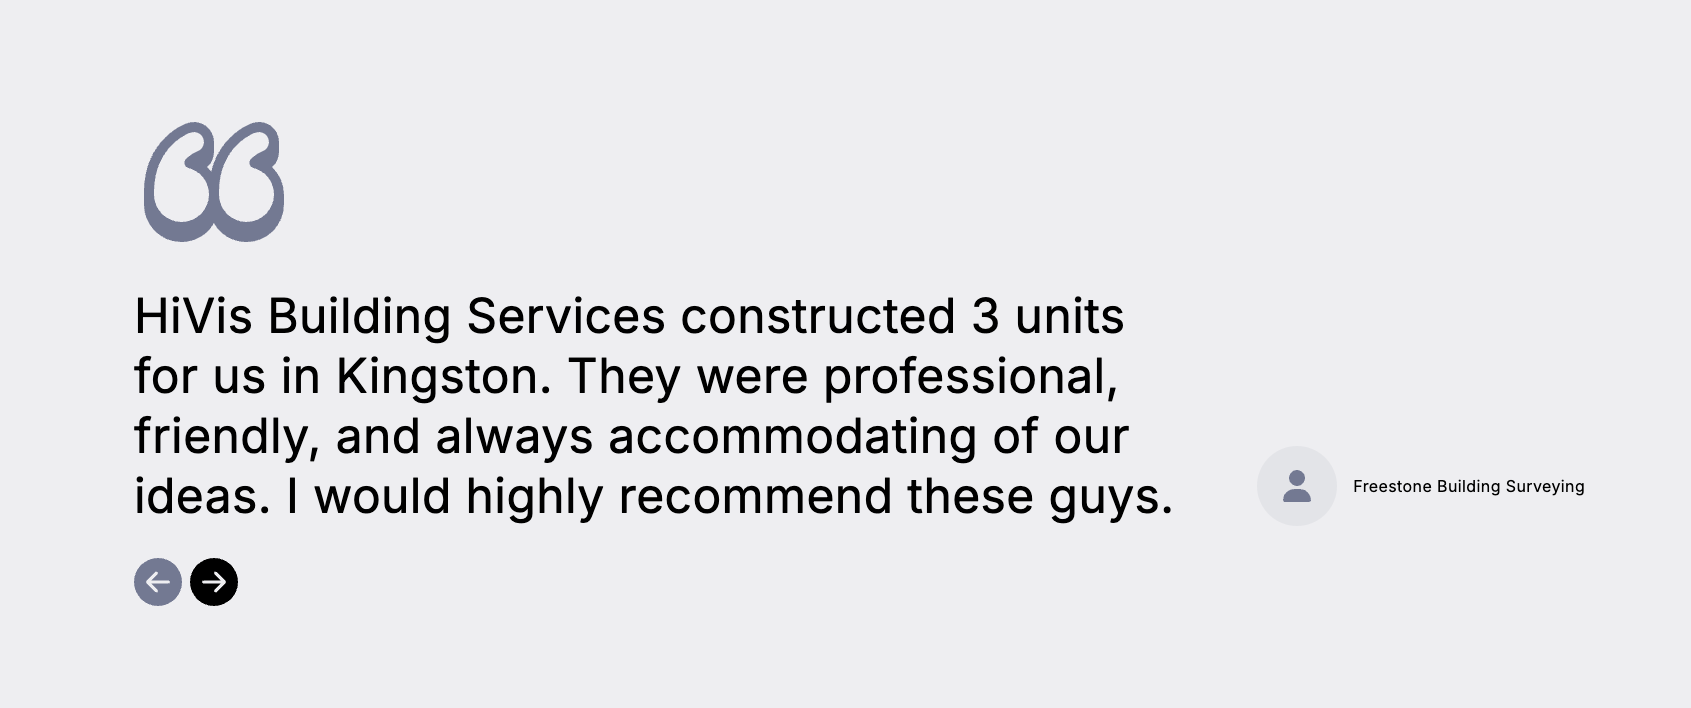 HiVis Building Services constructed 3 units
for us in Kingston. They were professional,
friendly, and always accommodating of our
ideas. I would highly recommend these guys.
Freestone Building Surveying